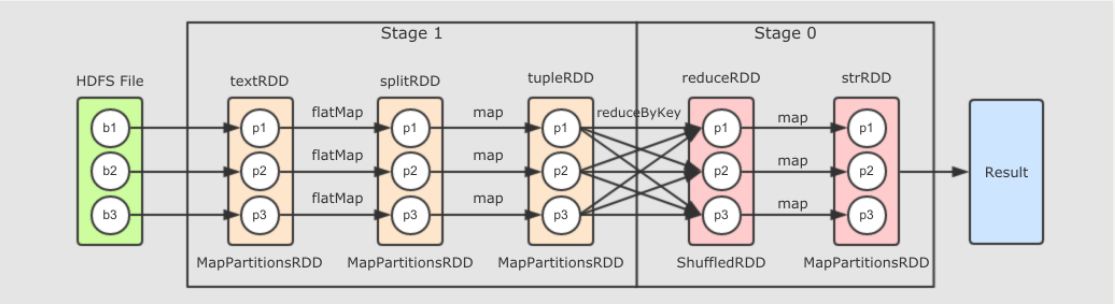 Stage 1
Stage 0
HDFS File
textRDD
splitRDD
tupleRDD
reduceRDD
strRDD
b1
p1
flatMap
p1
map
p1
reduceByKey
p1
map
p1
b2
p2
flatMap
p2
map
p2
p2
map
p2
Result
b3
p3
flatMap
p3
map
p3
p3
map
p3
MapPartitionsRDD
MapPartitionsRDD
MapPartitionsRDD
ShuffledRDD
MapPartitionsRDD